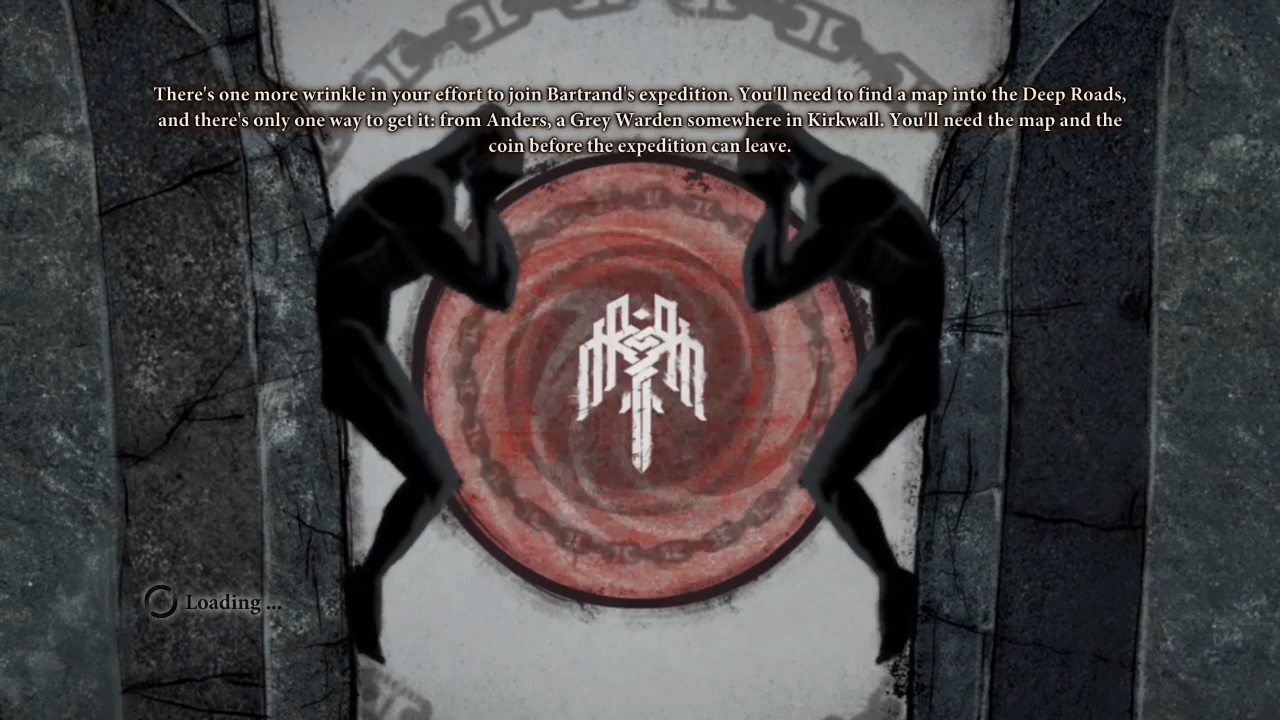 There's one more wrinkle in your effort to join Bartrand's expedition. You'll need to find a map into the Deep Roads,
and there's only one way to get it: from Anders, a Grey Warden somewhere in Kirkwall. You'll need the map and the
coin before the expedition can leave.
Loading ...